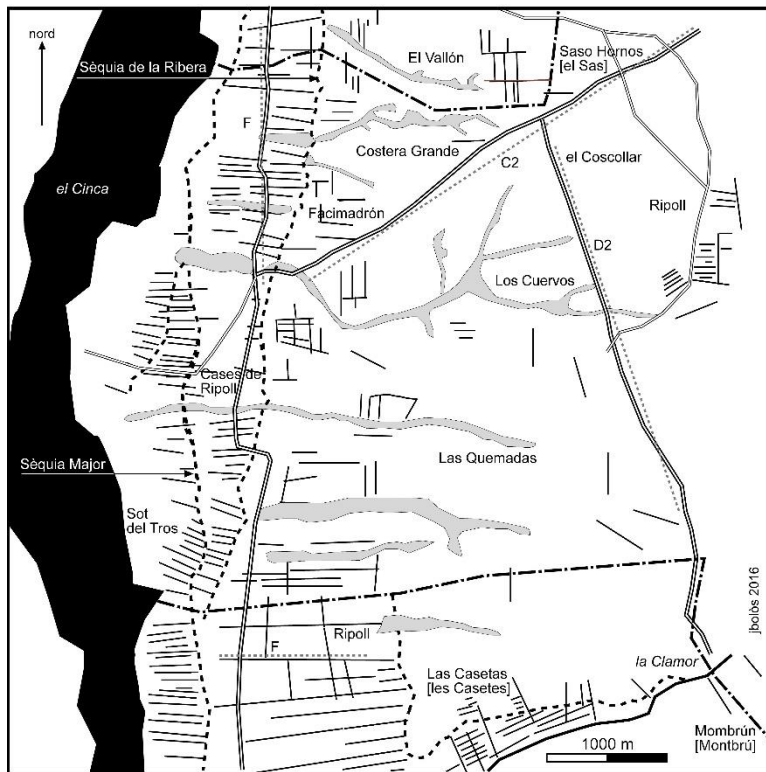 nord
El Vallón
Saso Hornos
[el Sas]
Sèquia de la Ribera
F
Costera Grande
C2
el Coscollar
el Cinca
Ripoll
Facimadrón
D2
Los Cuervos
Cases de
Ripoll
Las Quemadas
Sèquia Major
Sot
del Tros
jbolòs 2016
Ripoll
F
la Clamor
Las Casetas
[les Casetes]
Mombrún
[Montbrú]
1000 m